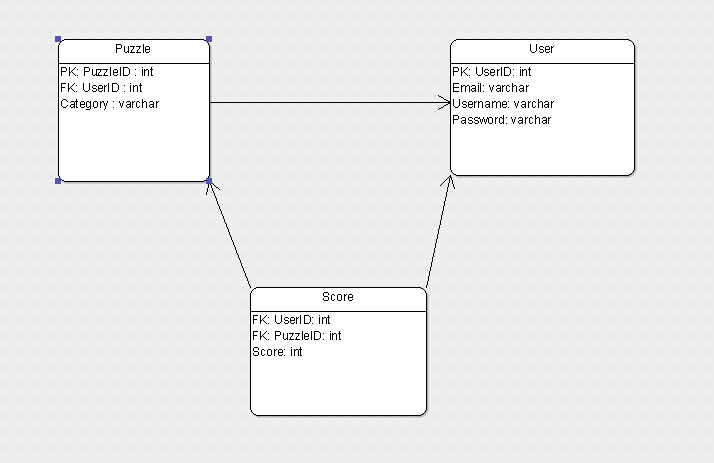 Puzzle
PK: PuzzleID : int
FK: UserID : int
Category : varchar
User
PK: UserID: int
Email: varchar
Username: varchar
Password: varchar
Score
FK: UserID: int
FK: PuzzleID: int
Score: int